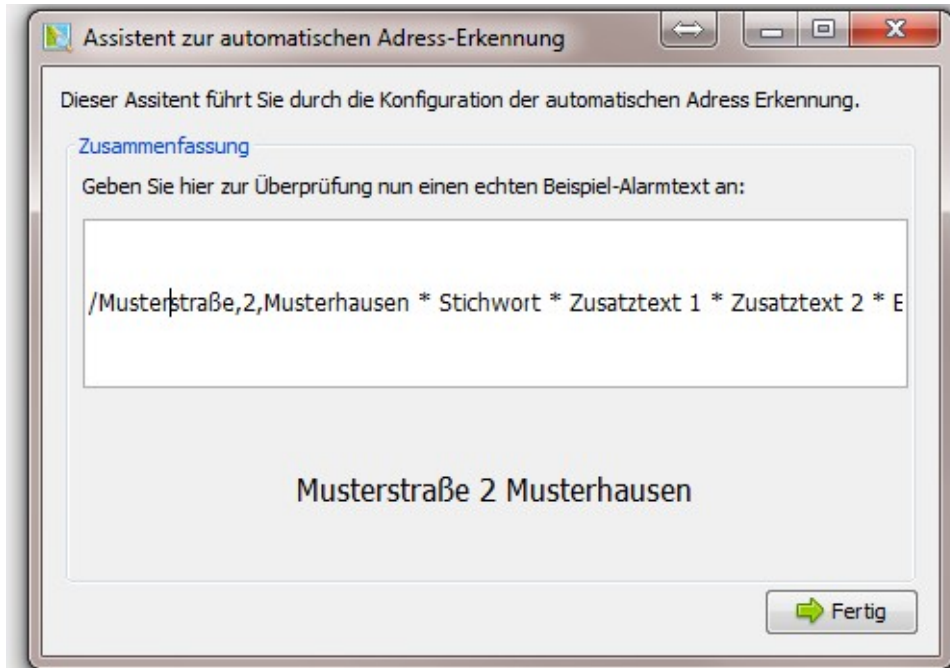 Assistent zur automatischen Adress-Erkennung
Dieser Assitent führt Sie durch die Konfiguration der automatischen Adress Erkennung.
Zusammenfassung
Geben Sie hier zur Überprüfung nun einen echten Beispiel-Alarmtext an:
/Musterstraße,2,Musterhausen * Stichwort * Zusatztext 1 * Zusatztext 2 * E
Musterstraße 2 Musterhausen
Fertig